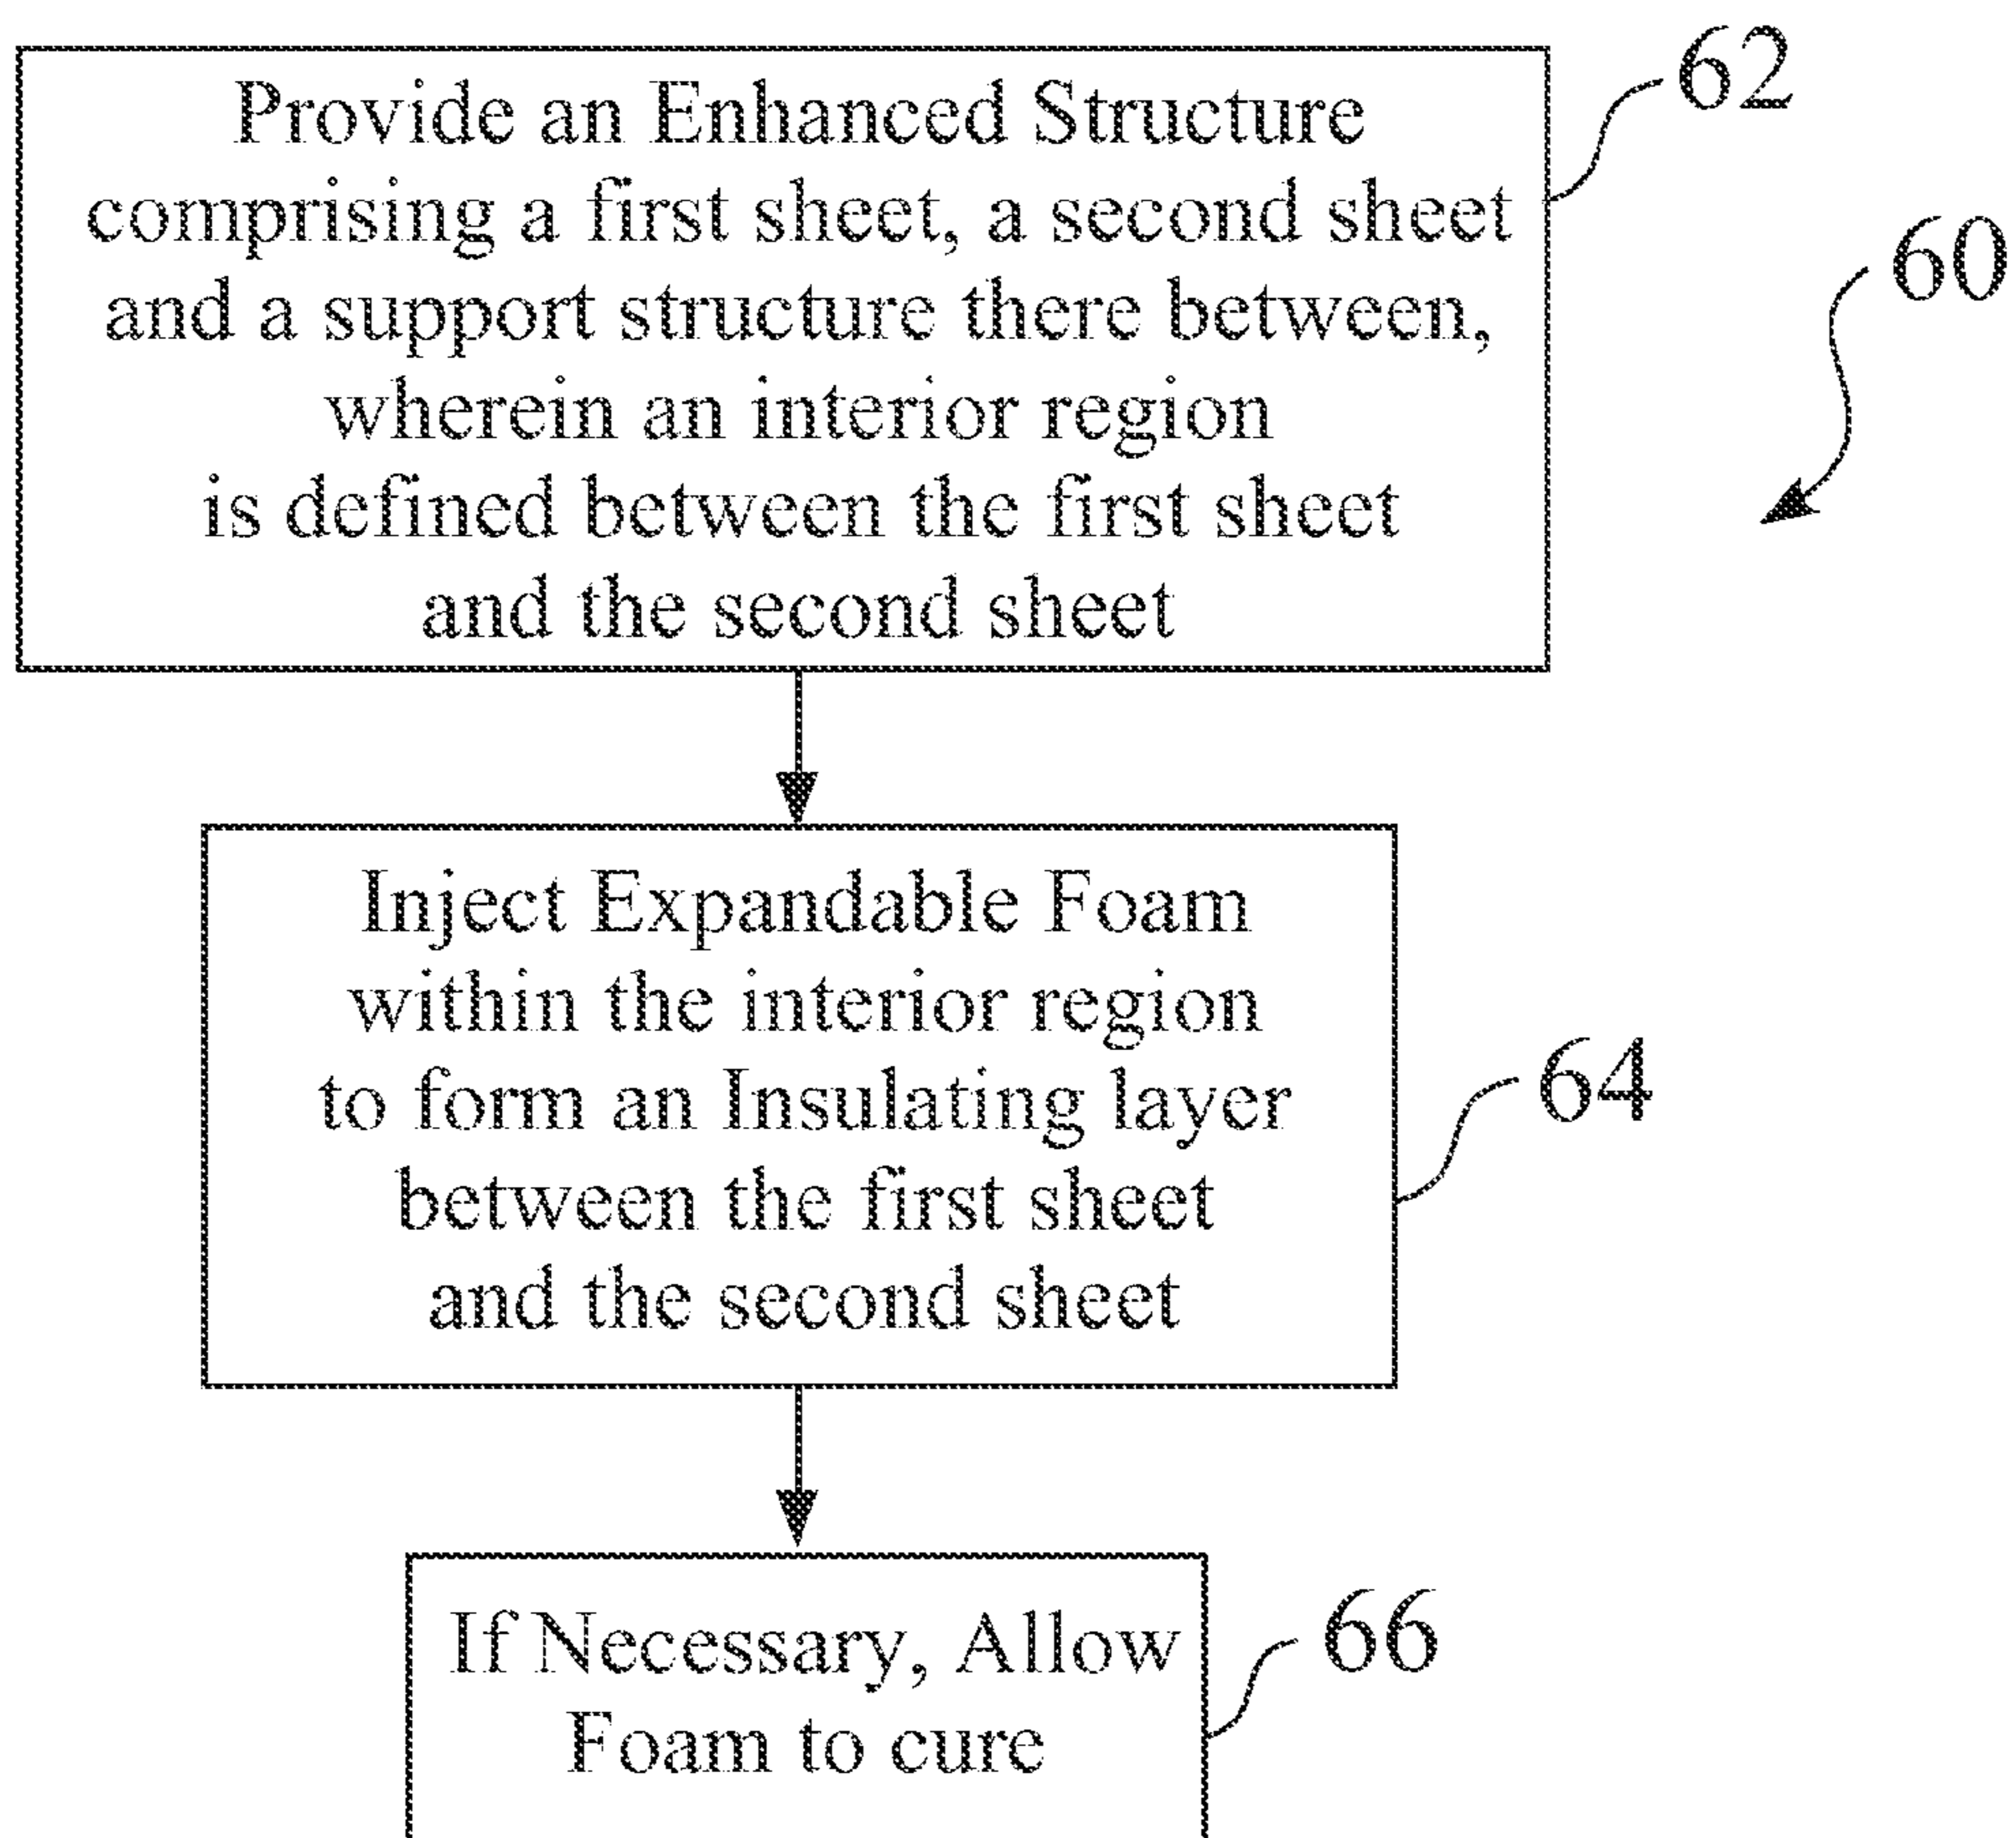 Provide an Enhanced Structure
comprising a first sheet, a second sheet
and a support structure there between,
wherein an interior region
is defined between the first sheet
and the second sheet
62
60
Inject Expandable Foam
within the interior region
to form an Insulating layer
between the first sheet
and the second sheet
64
If Necessary, Allow
Foam to cure
66